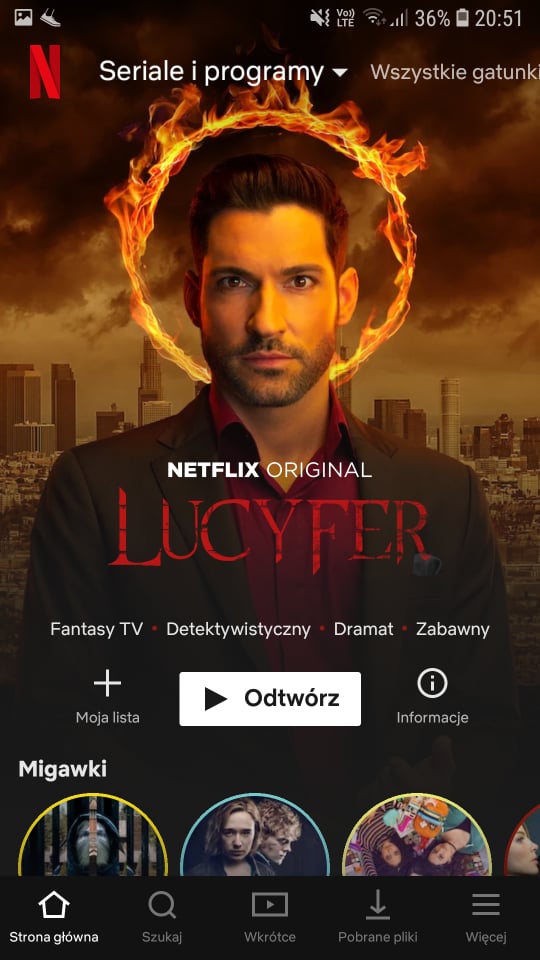 Vo))
LTE
36% 20:51
N
Seriale i programy Wszystkie gatunki
NETFLIX ORIGINAL
LUCYFER
Fantasy TV • Detektywistyczny • Dramat • Zabawny
Moja lista
Odtwórz
Informacje
Migawki
Strona główna Szukaj Wkrótce Pobrane pliki Więcej